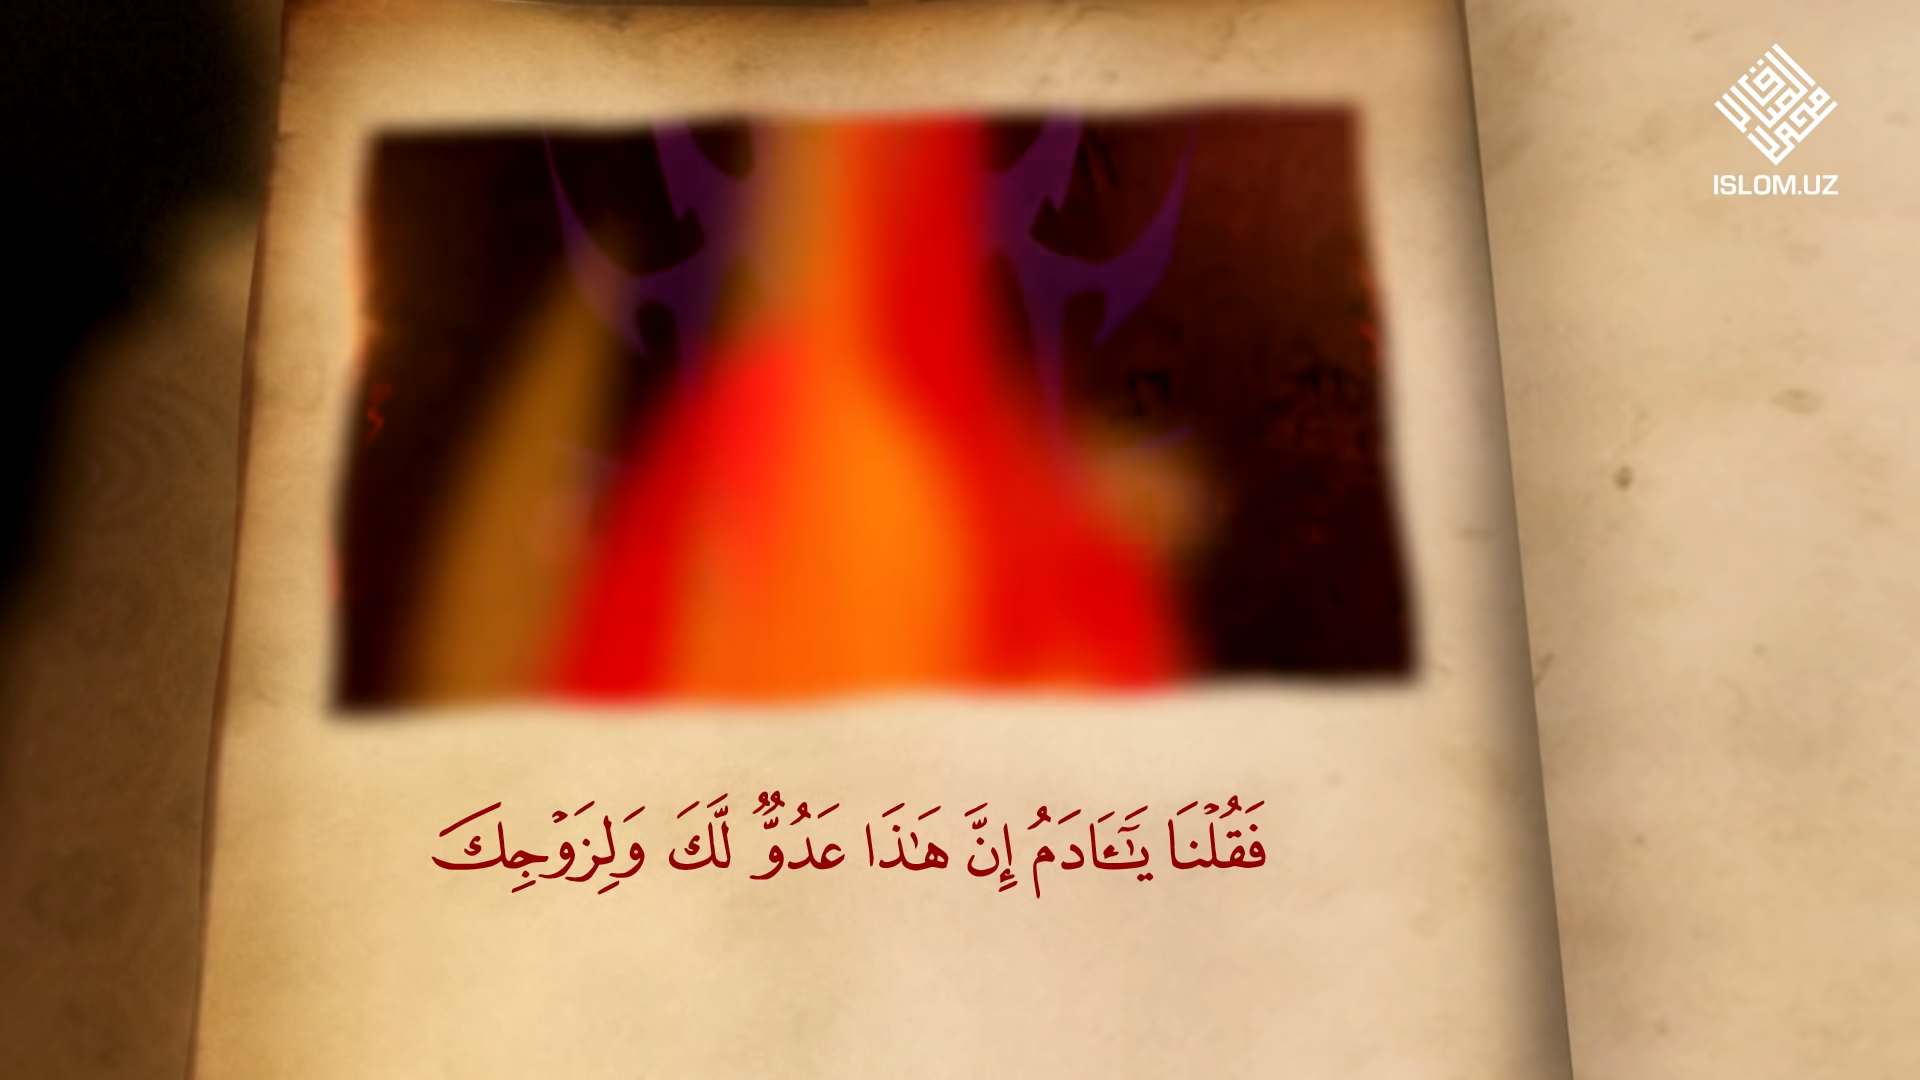 ISLOM.UZ
فَقُلۡنَا يَـٰٓـَٔادَمُ إِنَّ هَـٰذَا عَدُوّٞ لَّكَ وَلِزَوۡجِكَ